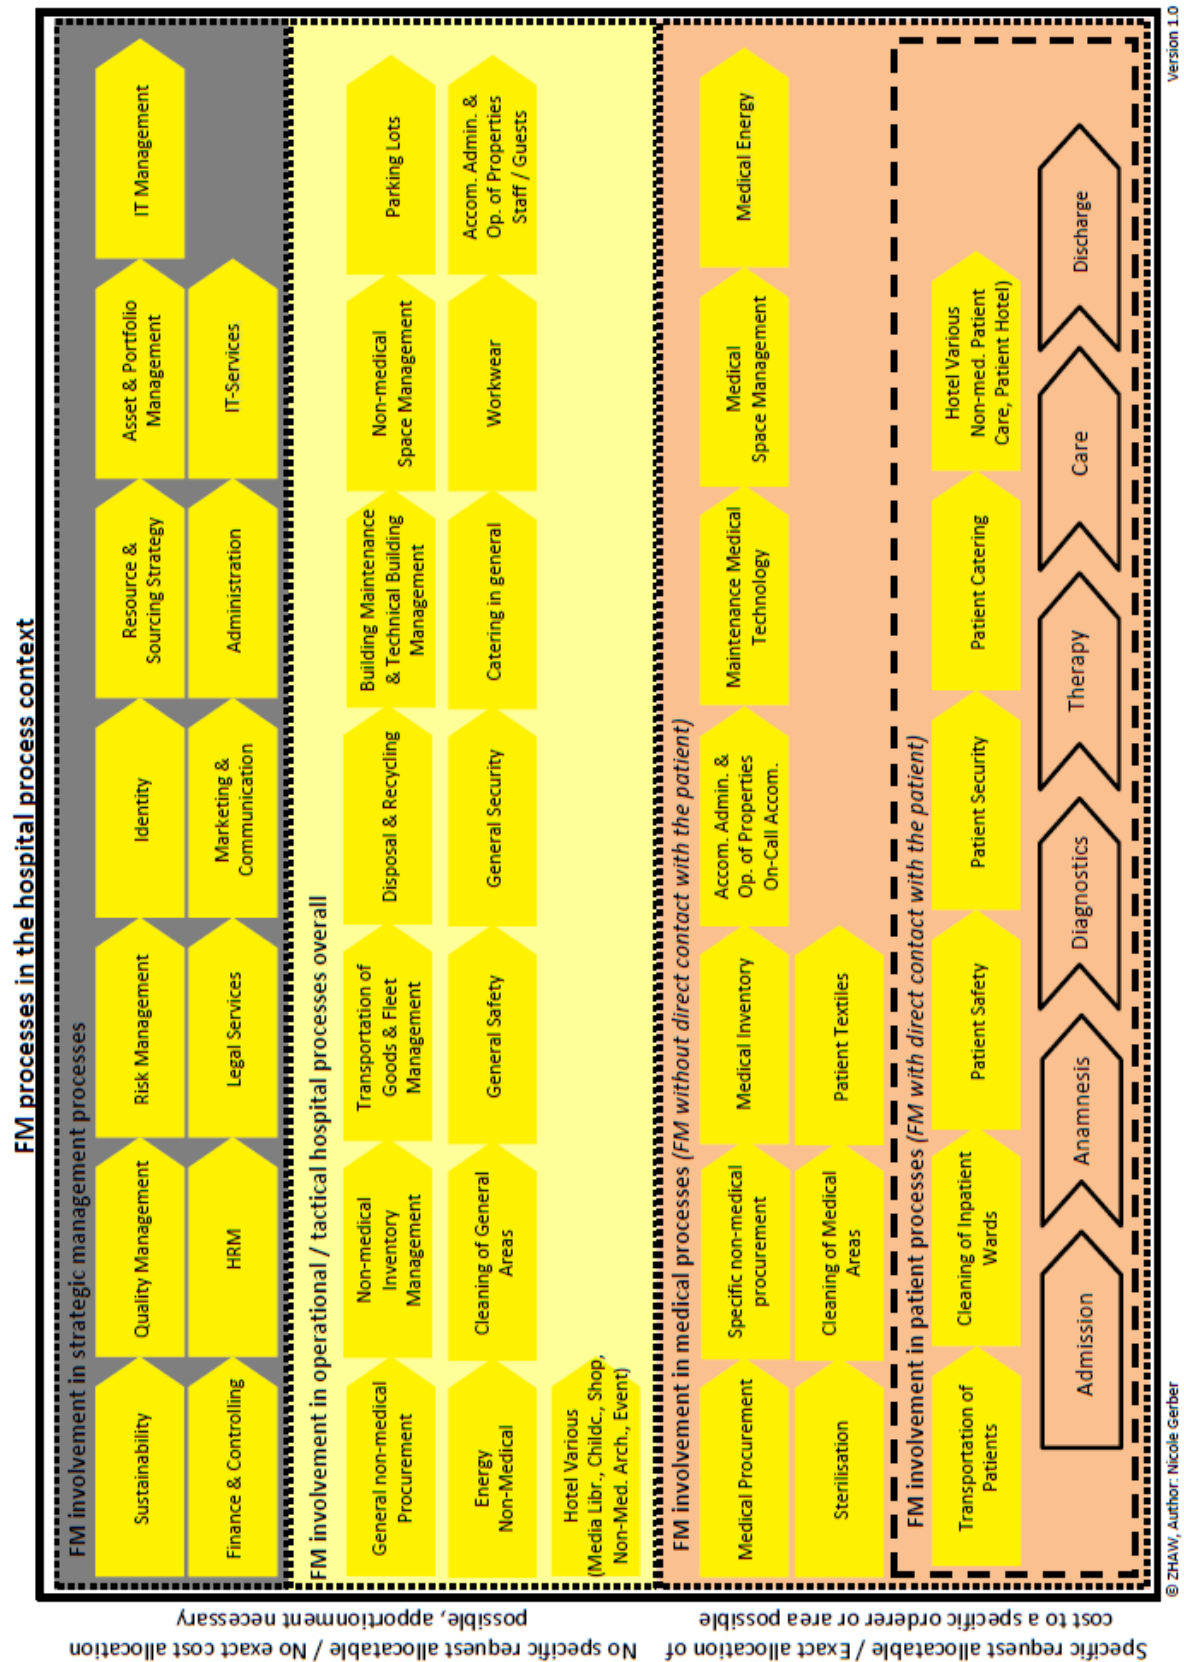 FM processes in the hospital process context
FM involvement in strategic management processes
Sustainability
Quality Management
Risk Management
Identity
Resource &
Sourcing Strategy
Asset & Portfolio
Management
IT Management
Finance & Controlling
HRM
Legal Services
Marketing &
Communication
Administration
IT-Services
FM involvement in operational / tactical hospital processes overall
General non-medical
Procurement
Non-medical
Inventory
Management
Transportation of
Goods & Fleet
Management
Disposal & Recycling
Building Maintenance
& Technical Building
Management
Non-medical
Space Management
Parking Lots
Energy
Non-Medical
Cleaning of General
Areas
General Safety
General Security
Catering in general
Workwear
Accom. Admin. &
Op. of Properties
Staff / Guests
Hotel Various
(Media Libr., Childc., Shop,
Non-Med. Arch., Event)
No specific request allocatable / No exact cost allocation
possible, apportionment necessary
FM involvement in medical processes (FM without direct contact with the patient)
Medical Procurement
Specific non-medical
procurement
Medical Inventory
Accom. Admin. &
Op. of Properties
On-Call Accom.
Maintenance Medical
Technology
Medical
Space Management
Medical Energy
Sterilisation
Cleaning of Medical
Areas
Patient Textiles
FM involvement in patient processes (FM with direct contact with the patient)
Transportation of
Patients
Cleaning of Inpatient
Wards
Patient Safety
Patient Security
Patient Catering
Hotel Various
Non-med. Patient
Care, Patient Hotel)
Admission
Anamnesis
Diagnostics
Therapy
Care
Discharge
Specific request allocatable / Exact allocation of
cost to a specific orderer or area possible
© ZHAW, Author: Nicole Gerber
Version 1.0